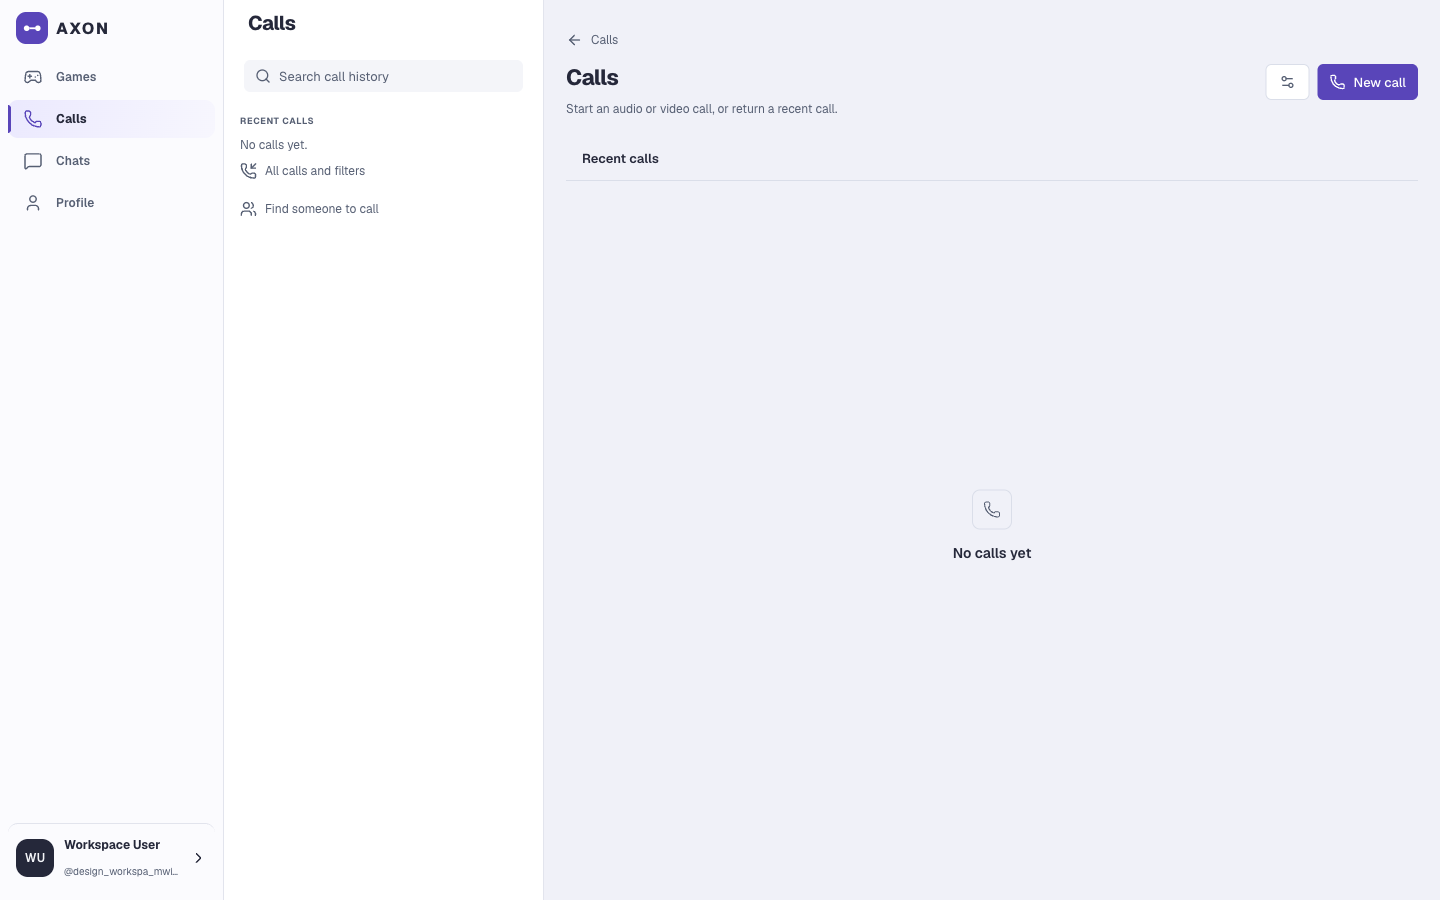 AXON
Games
Calls
Chats
Profile
WU
Workspace User
@design_workspa_mwi...
Calls
Search call history
RECENT CALLS
No calls yet.
All calls and filters
Find someone to call
Calls
Calls
Start an audio or video call, or return a recent call.
New call
Recent calls
No calls yet